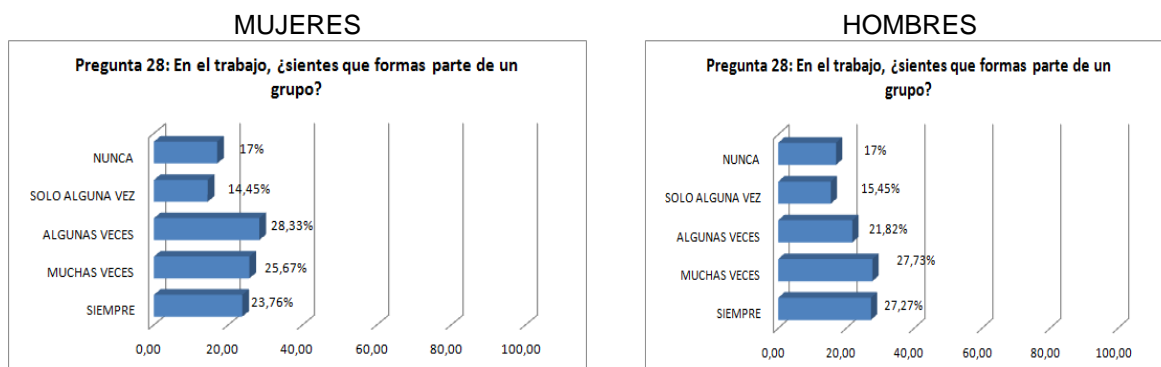 MUJERES
Pregunta 28: En el trabajo, ¿sientes que formas parte de un
grupo?
NUNCA 17%
SOLO ALGUNA VEZ 14,45%
ALGUNAS VECES 28,33%
MUCHAS VECES 25,67%
SIEMPRE 23,76%
0,00 20,00 40,00 60,00 80,00 100,00
HOMBRES
Pregunta 28: En el trabajo, ¿sientes que formas parte de un
grupo?
NUNCA 17%
SOLO ALGUNA VEZ 15,45%
ALGUNAS VECES 21,82%
MUCHAS VECES 27,73%
SIEMPRE 27,27%
0,00 20,00 40,00 60,00 80,00 100,00